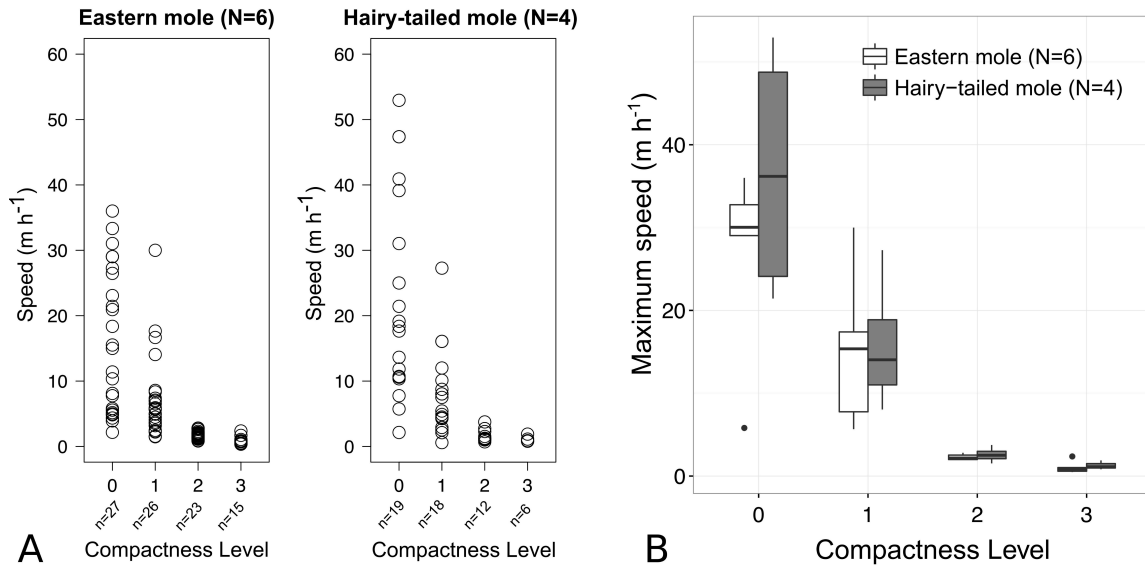 Eastern mole (N=6)
Speed (m h⁻¹)
60
50
40
30
20
10
0
0 1 2 3
n=27 n=26 n=23 n=15
Compactness Level
A
Hairy-tailed mole (N=4)
Speed (m h⁻¹)
60
50
40
30
20
10
0
0 1 2 3
n=19 n=18 n=12 n=6
Compactness Level
Eastern mole (N=6)
Hairy−tailed mole (N=4)
Maximum speed (m h⁻¹)
40
20
0
0 1 2 3
Compactness Level
B